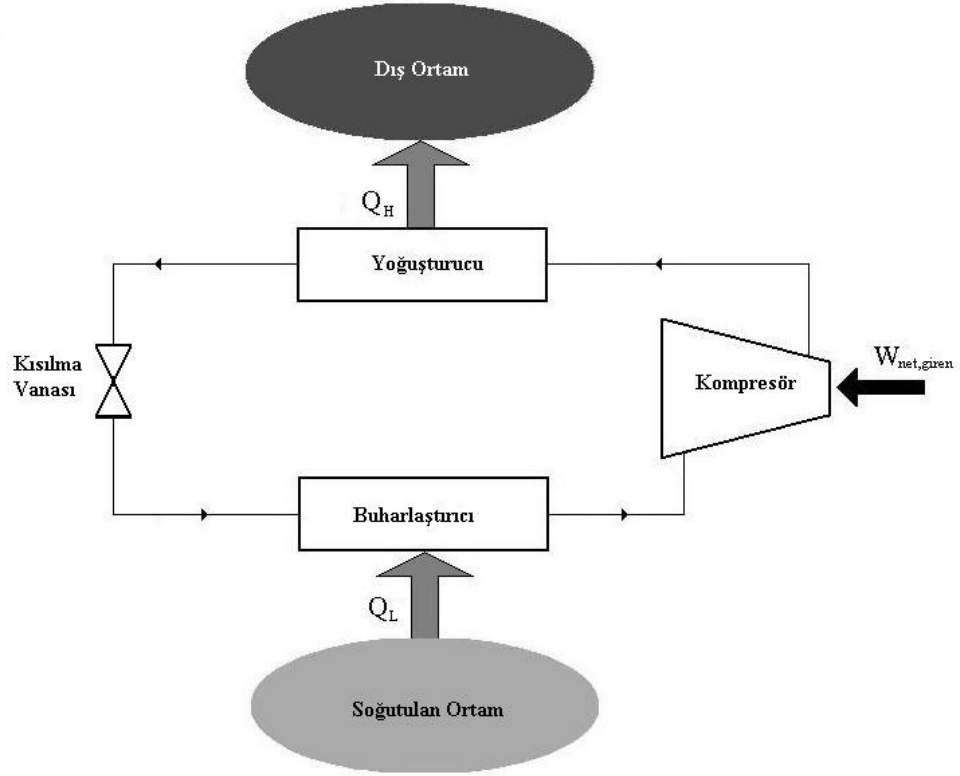 Dış Ortam
Q_H
Yoğuşturucu
Kısılma
Vanası
Kompresör
W_net,giren
Buharlaştırıcı
Q_L
Soğutulan Ortam